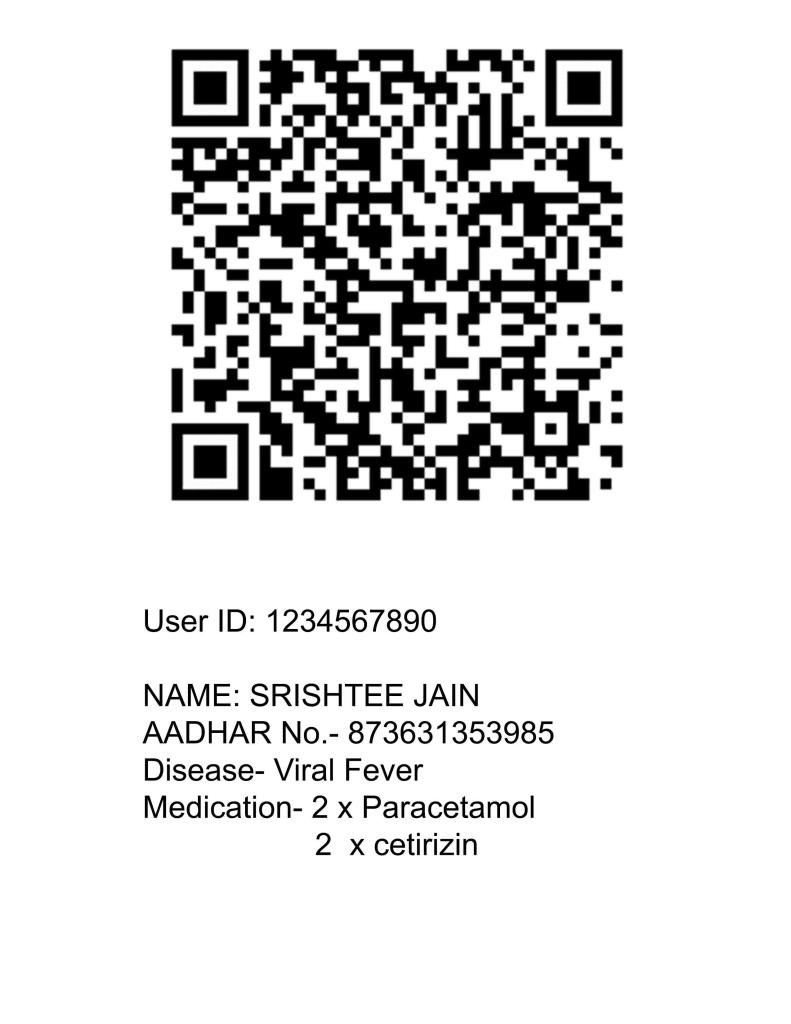 User ID: 1234567890
NAME: SRISHTEE JAIN
AADHAR No.- 873631353985
Disease- Viral Fever
Medication- 2 x Paracetamol
2 x cetirizin